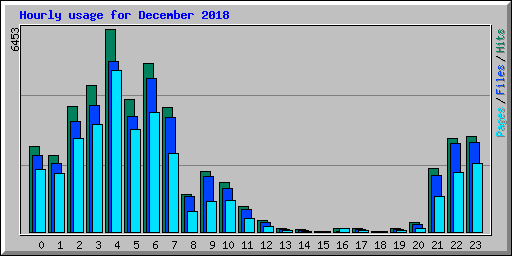 Hourly usage for December 2018
6453
Pages / Files / Hits
0 1 2 3 4 5 6 7 8 9 10 11 12 13 14 15 16 17 18 19 20 21 22 23